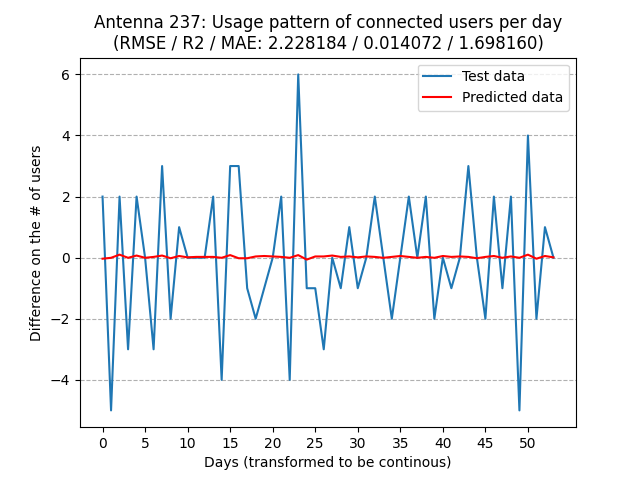 Antenna 237: Usage pattern of connected users per day
(RMSE / R2 / MAE: 2.228184 / 0.014072 / 1.698160)
Test data
Predicted data
Difference on the # of users
6
4
2
0
−2
−4
0 5 10 15 20 25 30 35 40 45 50
Days (transformed to be continous)